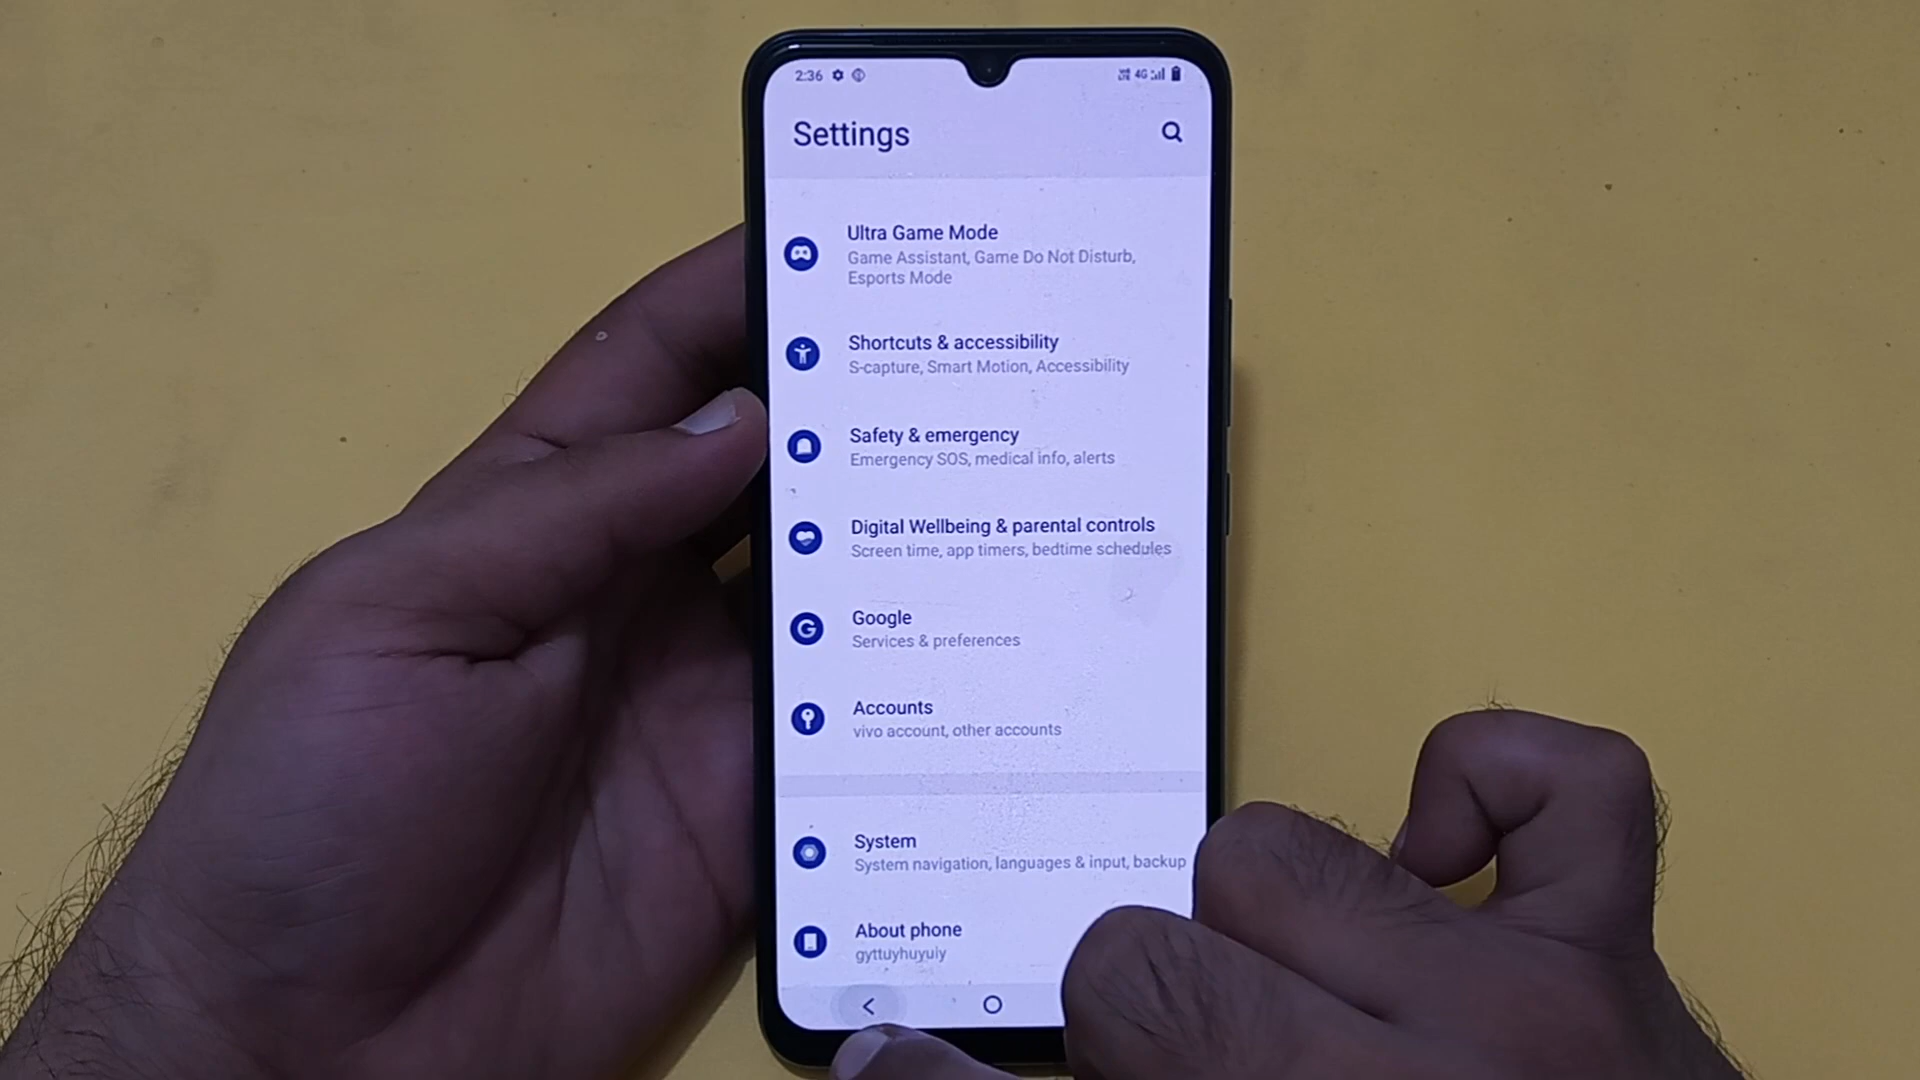 2:36 4G
Settings
Ultra Game Mode
Game Assistant, Game Do Not Disturb,
Esports Mode
Shortcuts & accessibility
S-capture, Smart Motion, Accessibility
Safety & emergency
Emergency SOS, medical info, alerts
Digital Wellbeing & parental controls
Screen time, app timers, bedtime schedules
Google
Services & preferences
Accounts
vivo account, other accounts
System
System navigation, languages & input, backup
About phone
gyttuyhuyuiy